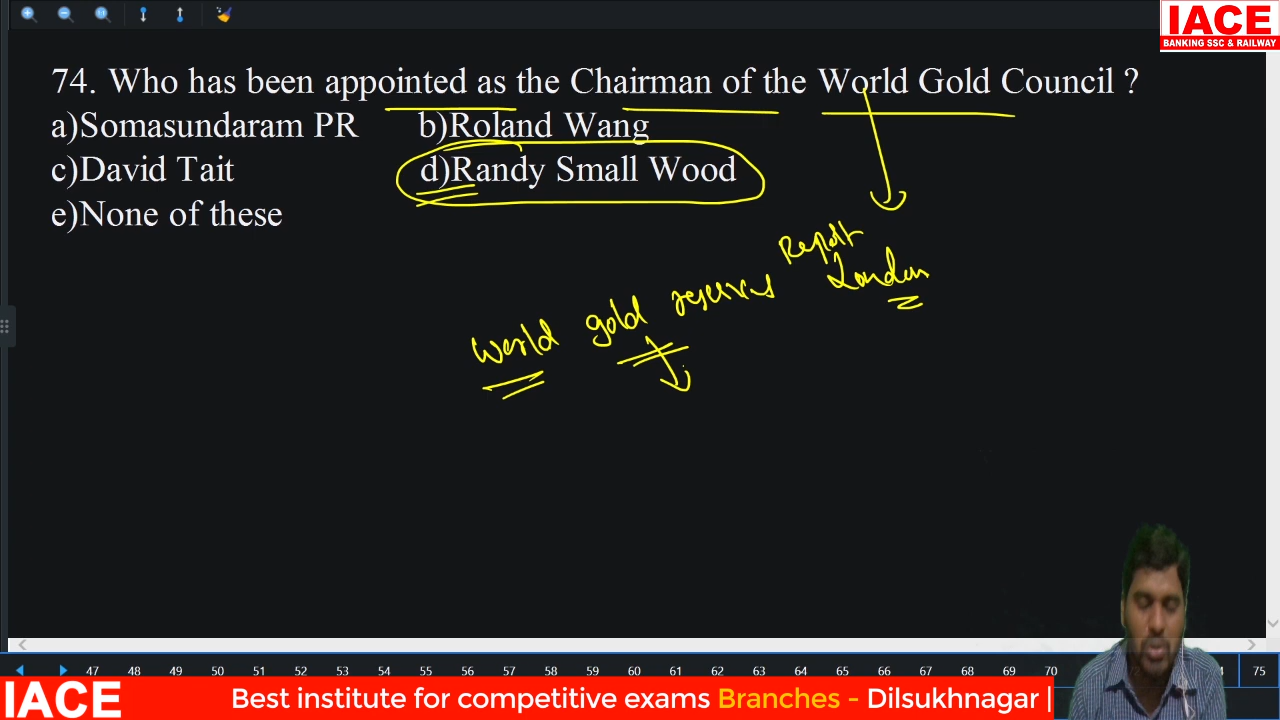 IACE
BANKING SSC & RAILWAY
74. Who has been appointed as the Chairman of the World Gold Council ?
a)Somasundaram PR b)Roland Wang
c)David Tait d)Randy Small Wood
e)None of these
Report
London
World gold reserves
47 48 49 50 51 52 53 54 55 56 57 58 59 60 61 62 63 64 65 66 67 68 69 70 75
IACE Best institute for competitive exams Branches - Dilsukhnagar |